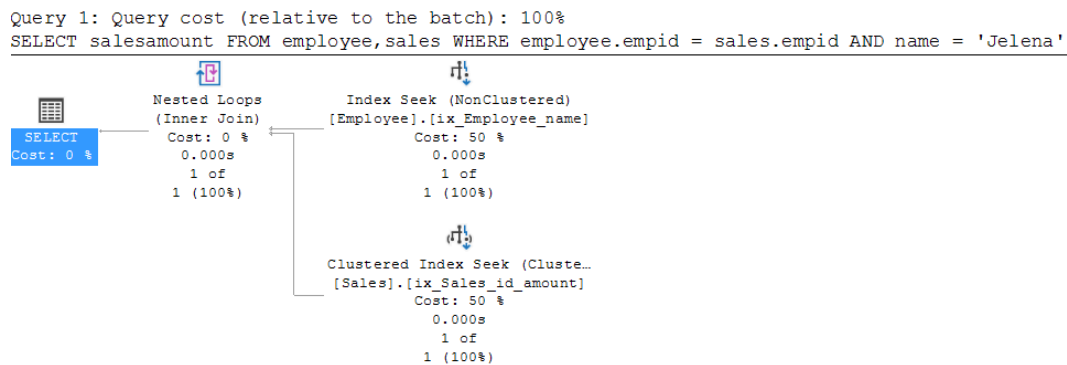 Query 1: Query cost (relative to the batch): 100%
SELECT salesamount FROM employee,sales WHERE employee.empid = sales.empid AND name = 'Jelena'
SELECT
Cost: 0 %
Nested Loops
(Inner Join)
Cost: 0 %
0.000s
1 of
1 (100%)
Index Seek (NonClustered)
[Employee].[ix_Employee_name]
Cost: 50 %
0.000s
1 of
1 (100%)
Clustered Index Seek (Cluste…
[Sales].[ix_Sales_id_amount]
Cost: 50 %
0.000s
1 of
1 (100%)